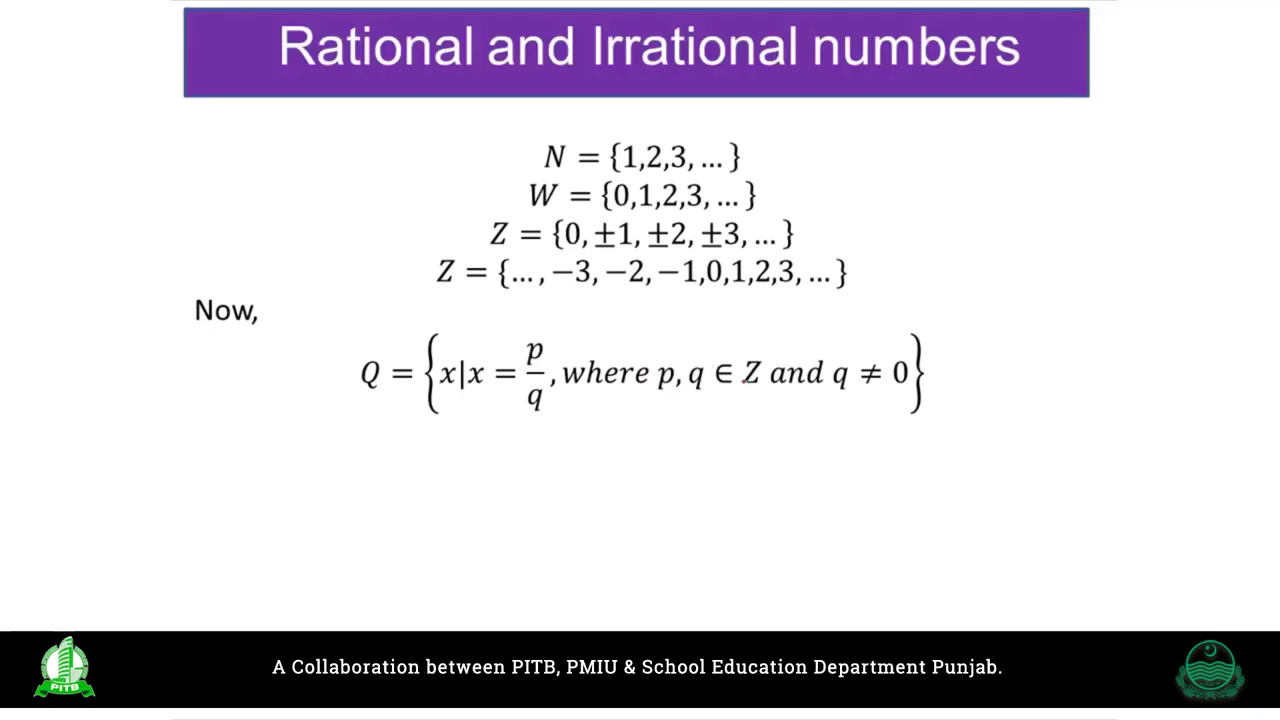 Rational and Irrational numbers
N = {1,2,3, … }
W = {0,1,2,3, … }
Z = {0, ±1, ±2, ±3, … }
Z = {… , −3, −2, −1,0,1,2,3, … }
Now,
Q = {x|x = p/q , where p, q ∈ Z and q ≠ 0}
PITB
A Collaboration between PITB, PMIU & School Education Department Punjab.